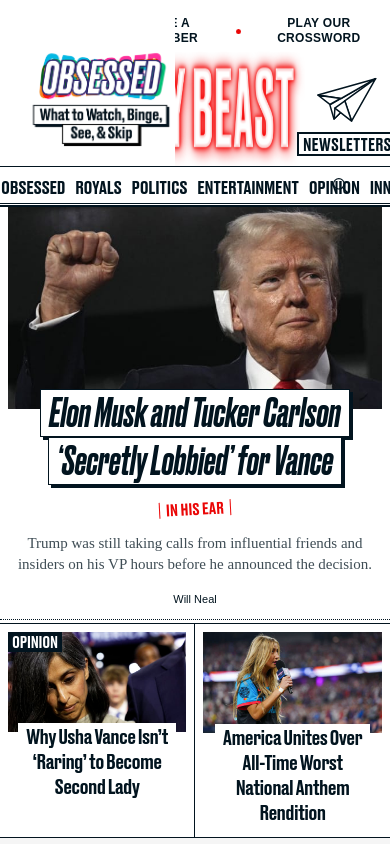 E A
BER
PLAY OUR
CROSSWORD
OBSESSED
What to Watch, Binge,
See, & Skip
Y BEAST
NEWSLETTERS
OBSESSED ROYALS POLITICS ENTERTAINMENT OPINION INN
Elon Musk and Tucker Carlson
‘Secretly Lobbied’ for Vance
IN HIS EAR
Trump was still taking calls from influential friends and
insiders on his VP hours before he announced the decision.
Will Neal
OPINION
Why Usha Vance Isn’t
‘Raring’ to Become
Second Lady
America Unites Over
All-Time Worst
National Anthem
Rendition